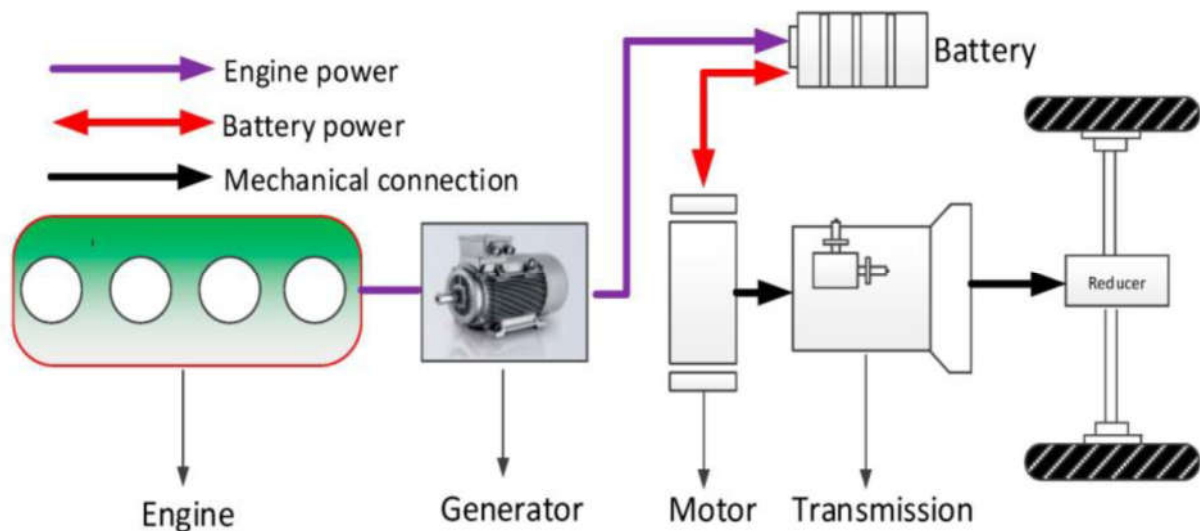 Engine power
Battery power
Mechanical connection
Battery
Reducer
Engine
Generator
Motor
Transmission